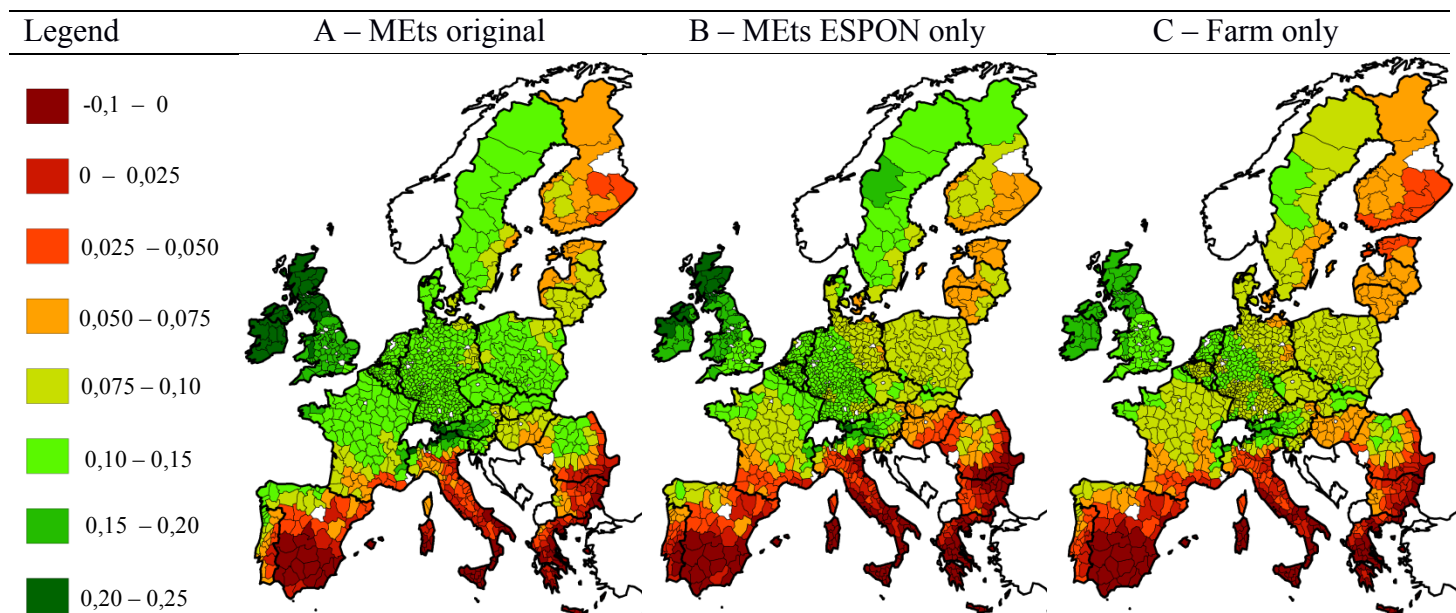 Legend A – MEts original B – MEts ESPON only C – Farm only
-0,1 – 0
0 – 0,025
0,025 – 0,050
0,050 – 0,075
0,075 – 0,10
0,10 – 0,15
0,15 – 0,20
0,20 – 0,25